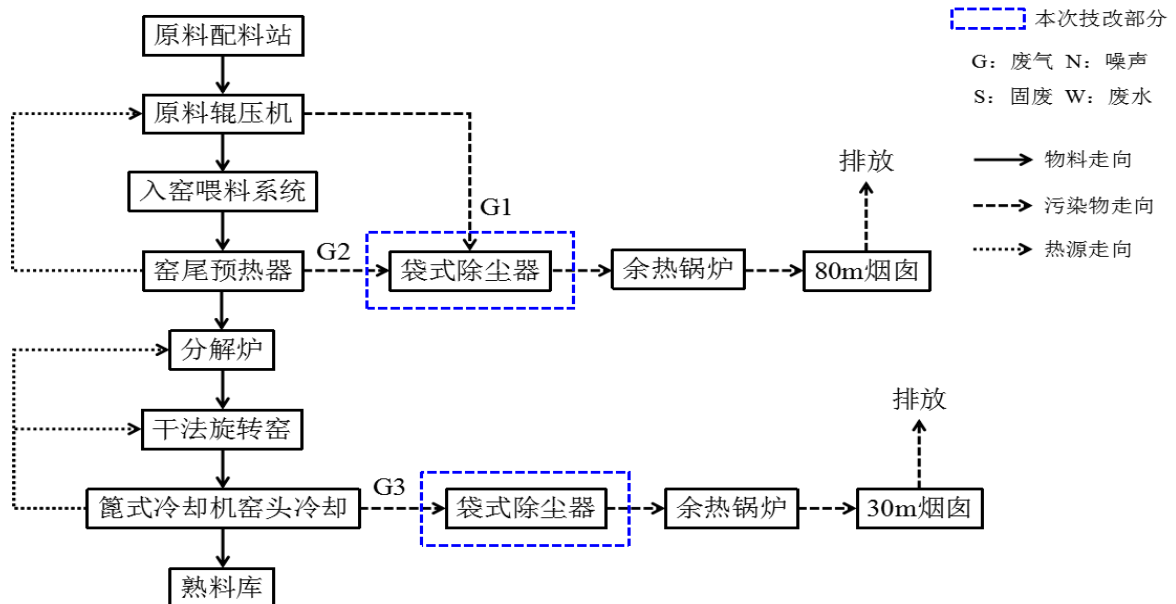 原料配料站
本次技改部分
G：废气 N：噪声
S：固废 W：废水
原料辊压机
排放
物料走向
入窑喂料系统
G1
污染物走向
窑尾预热器
G2
袋式除尘器
余热锅炉
80m烟囱
热源走向
分解炉
排放
干法旋转窑
篦式冷却机窑头冷却
G3
袋式除尘器
余热锅炉
30m烟囱
熟料库